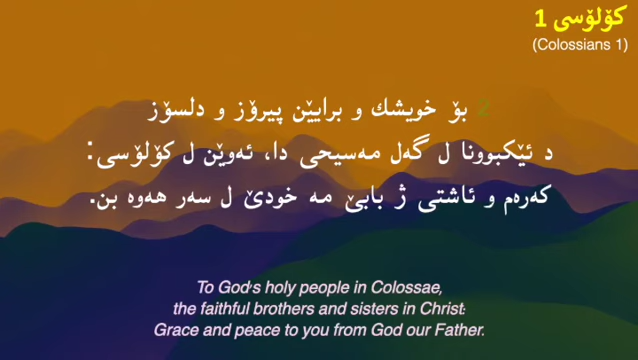 کۆلۆسی 1
(Colossians 1)
2 بۆ خویشك و برایێن پیرۆز و دلسۆز
د ئێکبوونا ل گەل مەسیحی دا، ئەوێن ل کۆلۆسی:
کەرەم و ئاشتی ژ بابێ مە خودێ ل سەر هەوە بن.
To God's holy people in Colossae,
the faithful brothers and sisters in Christ:
Grace and peace to you from God our Father.